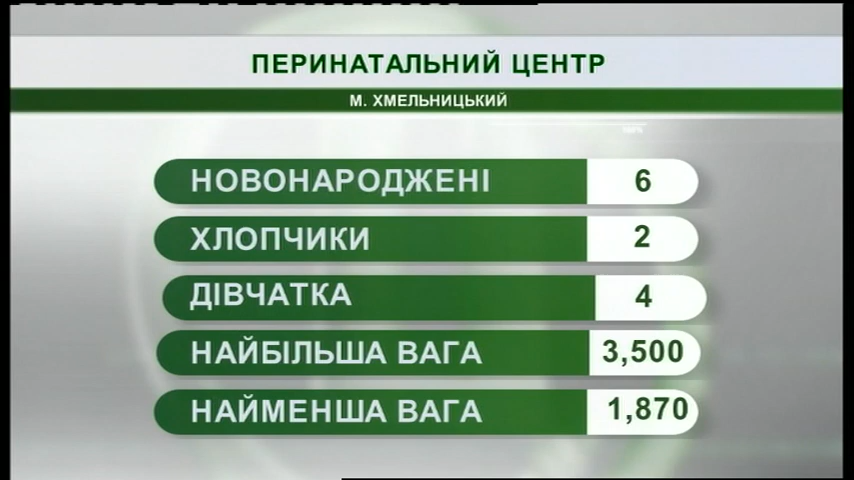 ПЕРИНАТАЛЬНИЙ ЦЕНТР
М. ХМЕЛЬНИЦЬКИЙ
НОВОНАРОДЖЕНІ 6
ХЛОПЧИКИ 2
ДІВЧАТКА 4
НАЙБІЛЬША ВАГА 3,500
НАЙМЕНША ВАГА 1,870